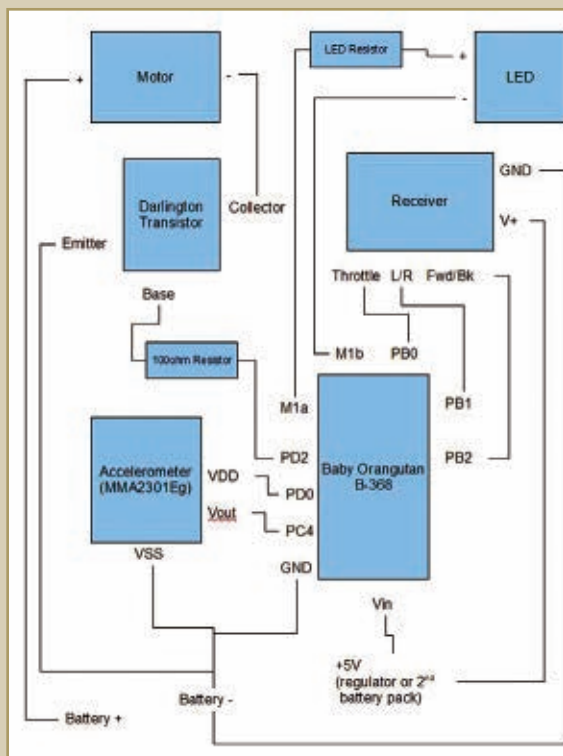 LED Resistor
+
Motor
-
+
LED
-
GND
Receiver
V+
Darlington
Transistor
Collector
Emitter
Throttle L/R Fwd/Bk
Base
M1b
PB0
100ohm Resistor
M1a
PB1
Accelerometer
(MMA2301Eg)
VDD
PD2
Baby Orangutan
B-368
PB2
PD0
Vout
PC4
VSS
GND
Vin
+5V
(regulator or 2nd
battery pack)
Battery -
Battery +